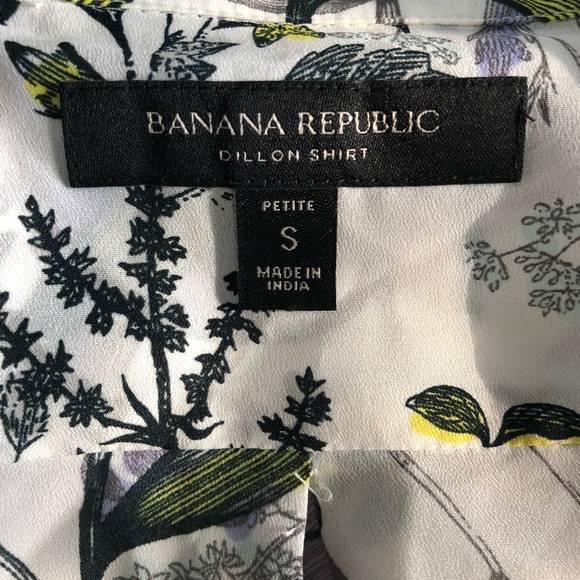 BANANA REPUBLIC
DILLON SHIRT
PETITE
S
MADE IN
INDIA